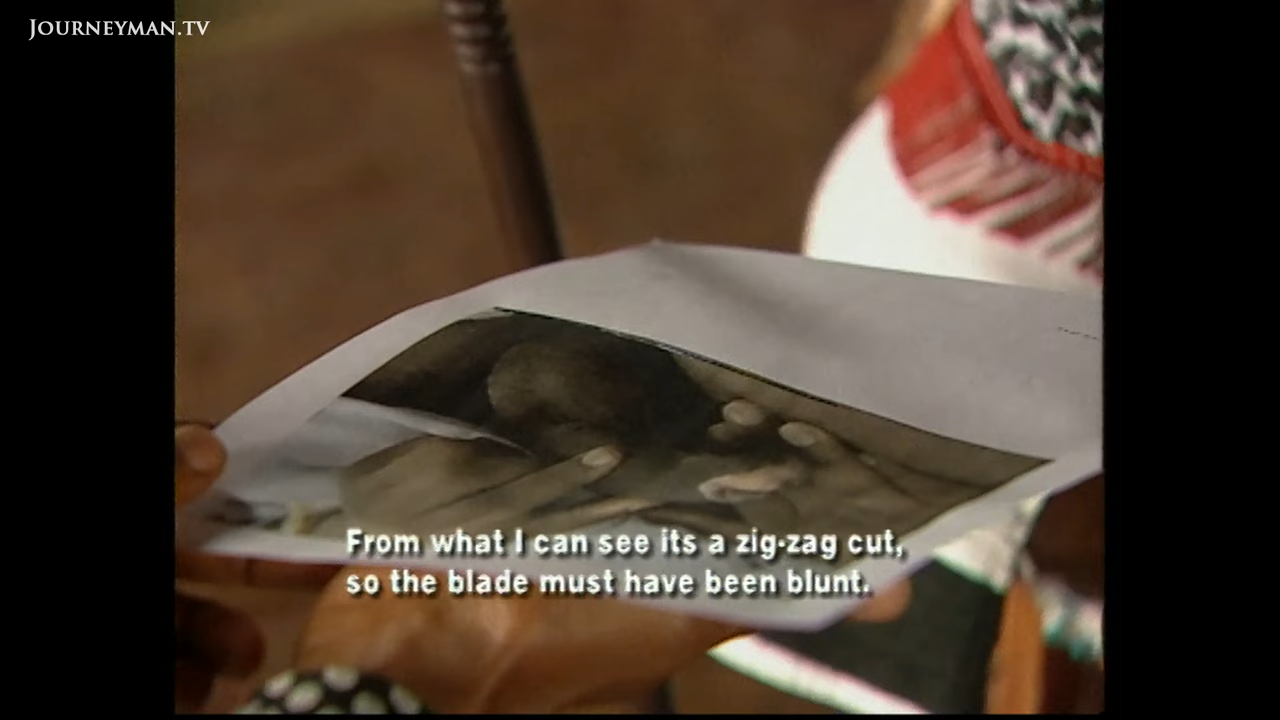 JOURNEYMAN.TV
From what I can see its a zig-zag cut,
so the blade must have been blunt.